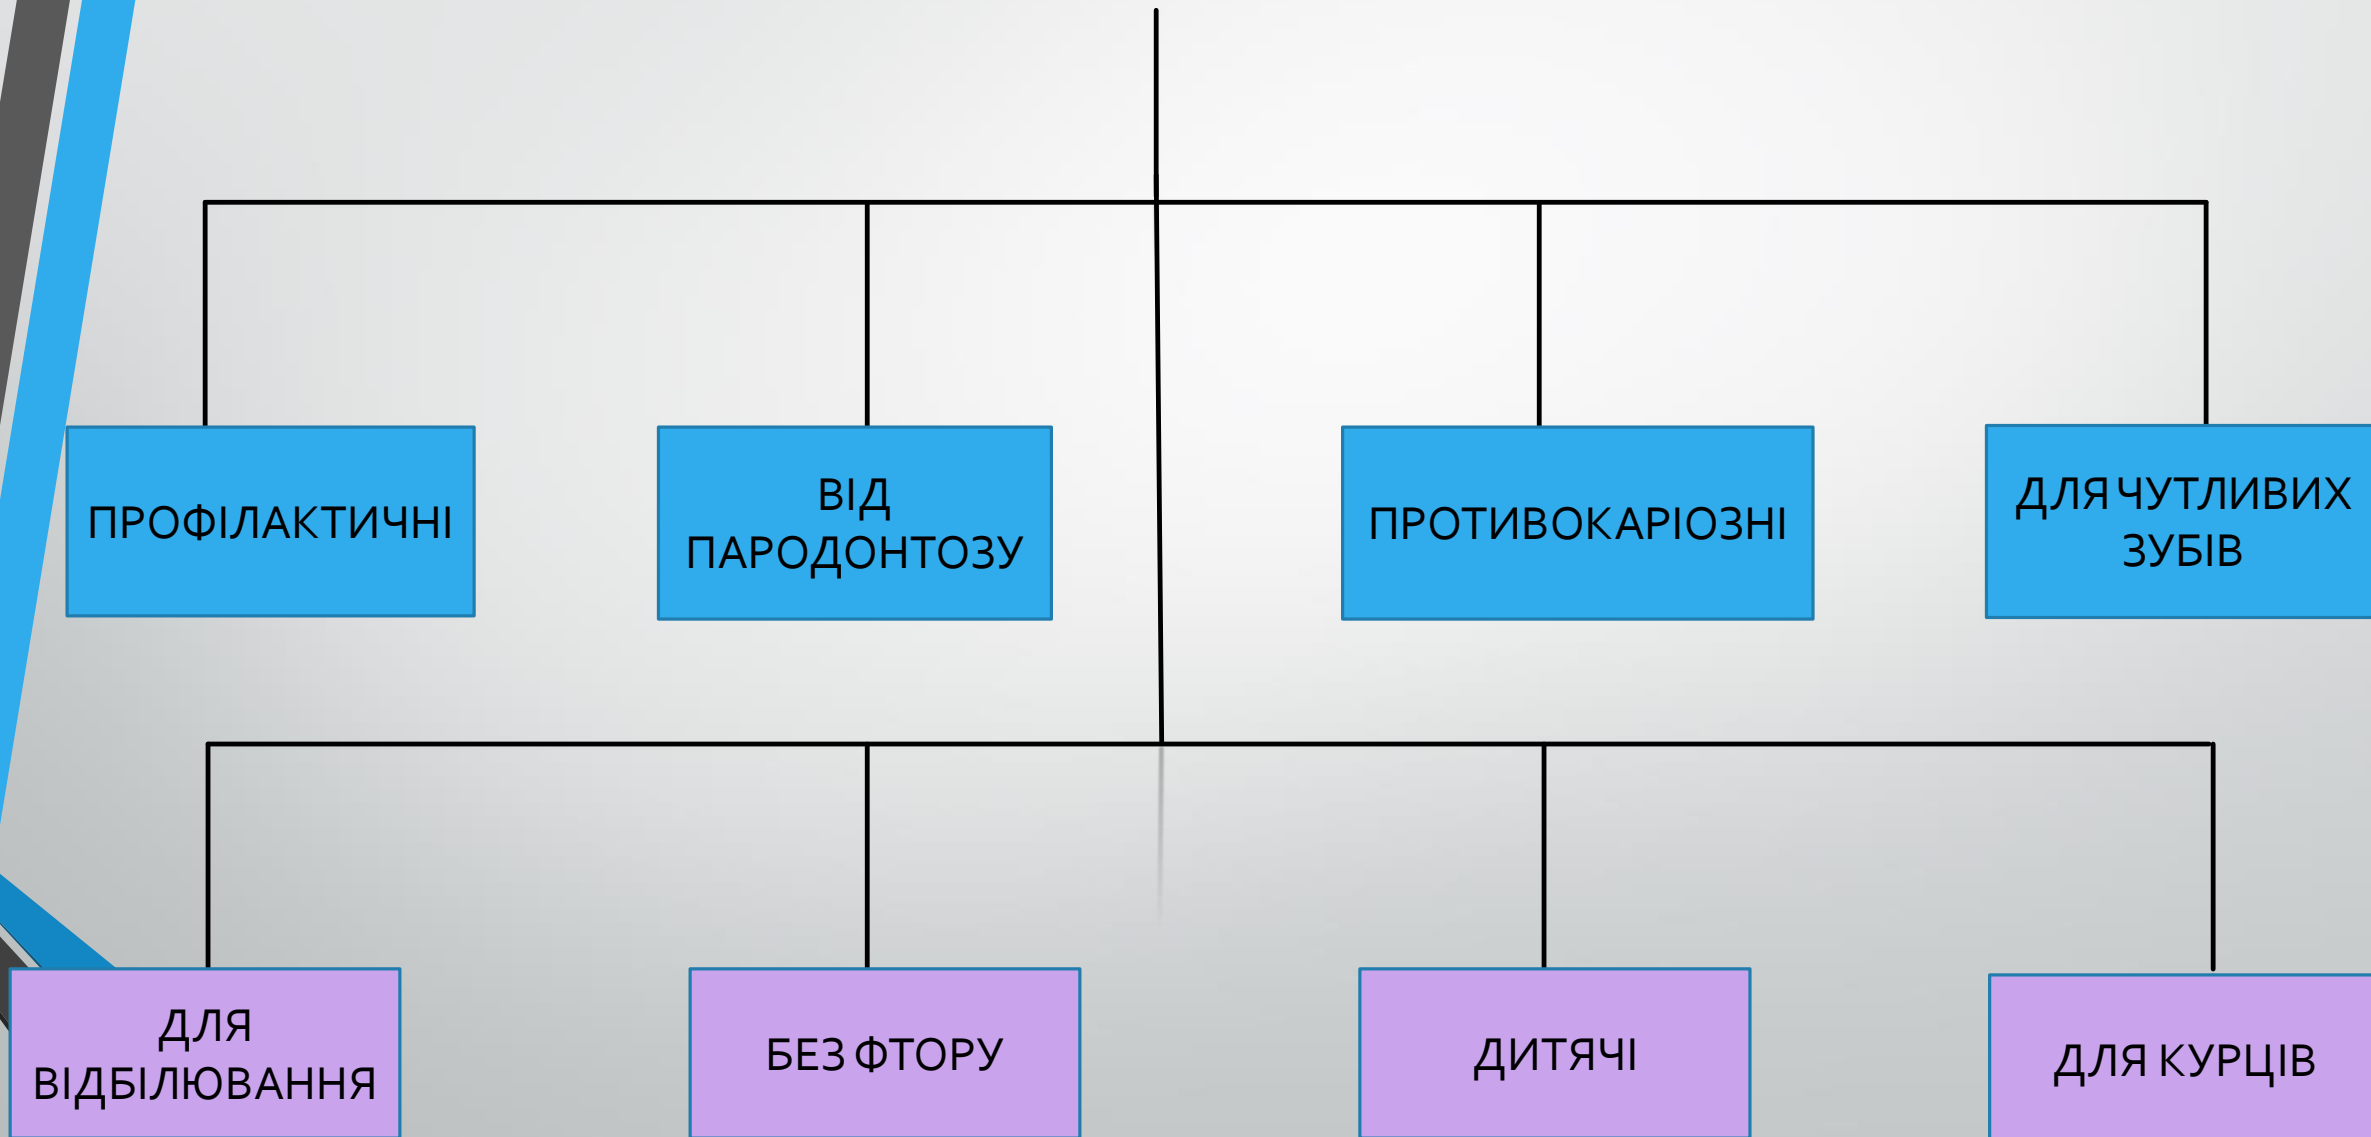 ПРОФІЛАКТИЧНІ
ВІД
ПАРОДОНТОЗУ
ПРОТИВОКАРІОЗНІ
ДЛЯ ЧУТЛИВИХ
ЗУБІВ
ДЛЯ
ВІДБІЛЮВАННЯ
БЕЗ ФТОРУ
ДИТЯЧІ
ДЛЯ КУРЦІВ